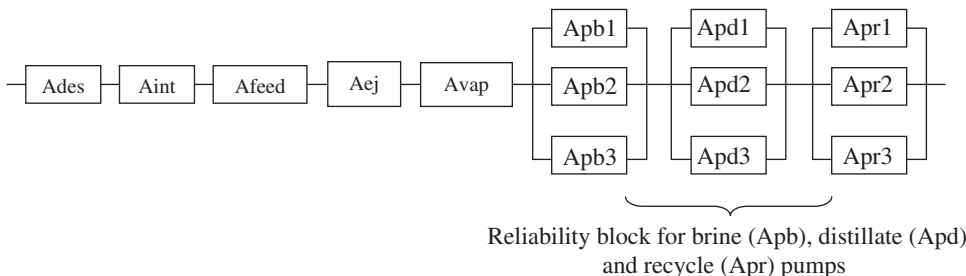 Apb1 Apd1 Apr1
Ades Aint Afeed Aej Avap Apb2 Apd2 Apr2
Apb3 Apd3 Apr3
Reliability block for brine (Apb), distillate (Apd)
and recycle (Apr) pumps